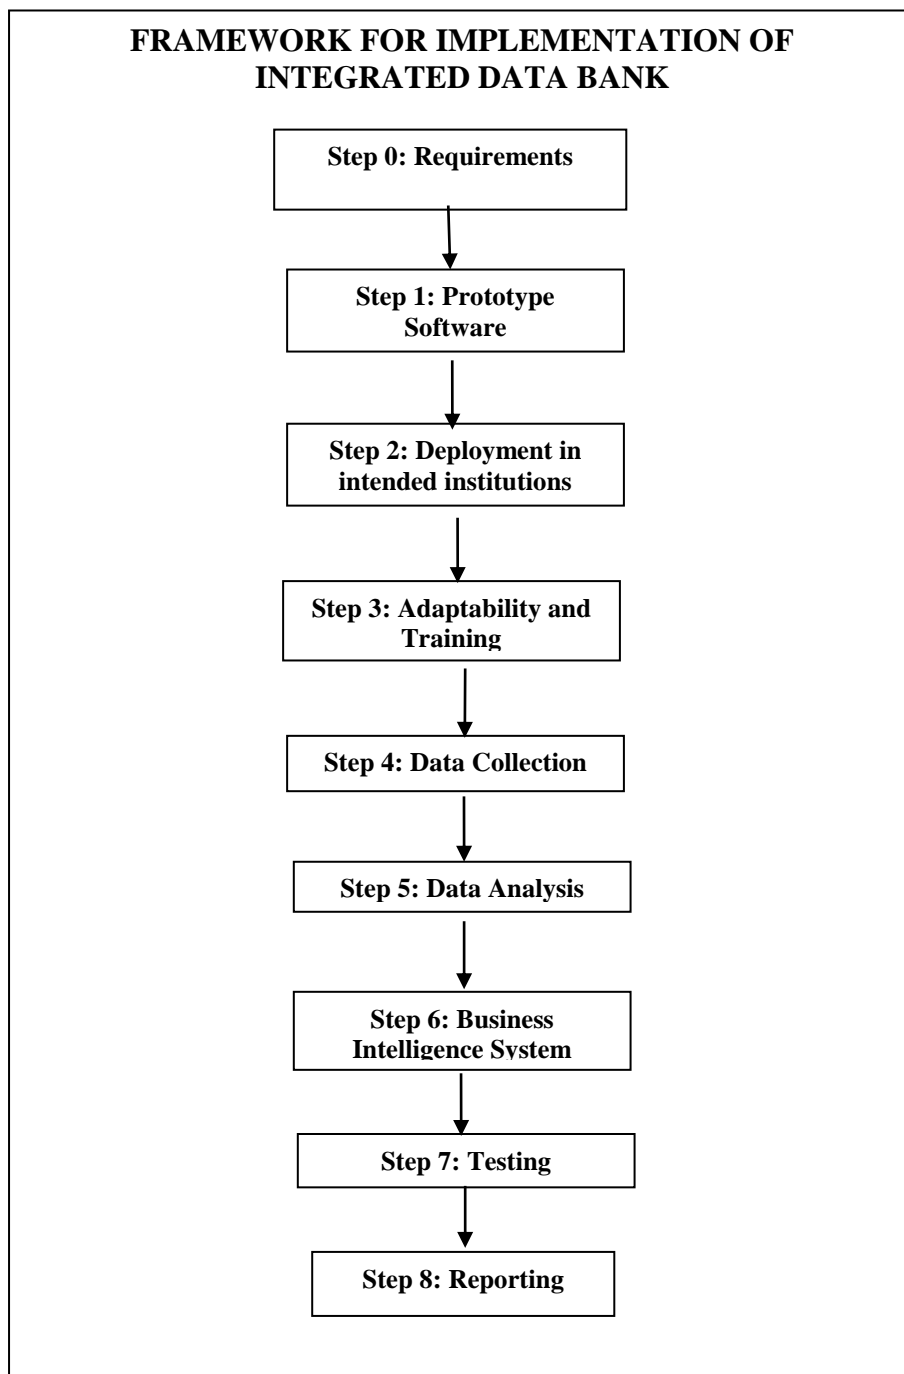 FRAMEWORK FOR IMPLEMENTATION OF
INTEGRATED DATA BANK
Step 0: Requirements
Step 1: Prototype
Software
Step 2: Deployment in
intended institutions
Step 3: Adaptability and
Training
Step 4: Data Collection
Step 5: Data Analysis
Step 6: Business
Intelligence System
Step 7: Testing
Step 8: Reporting